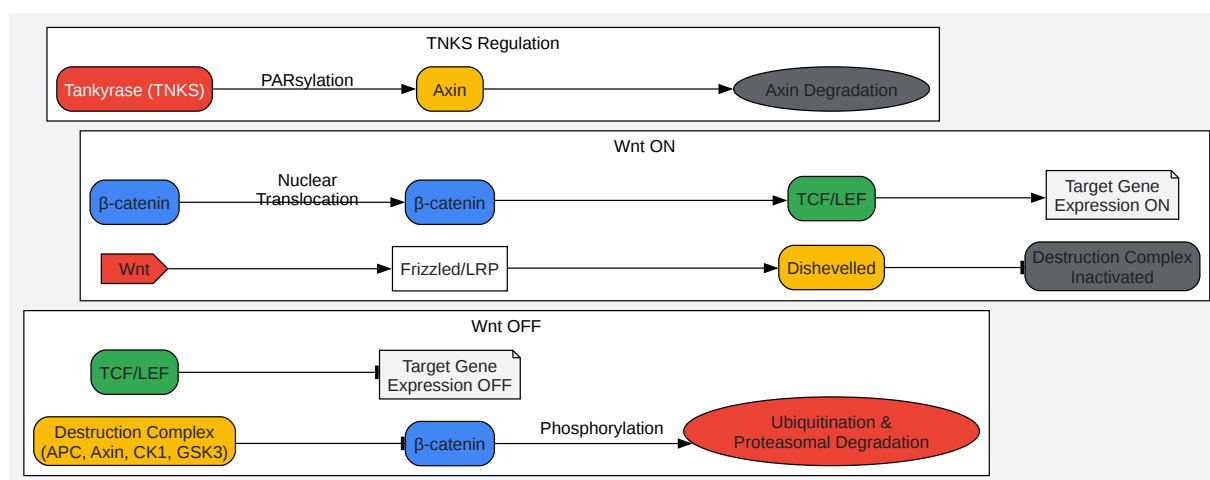 TNKS Regulation
Tankyrase (TNKS)
PARsylation
Axin
Axin Degradation
Wnt ON
β-catenin
Nuclear
Translocation
β-catenin
TCF/LEF
Target Gene
Expression ON
Wnt
Frizzled/LRP
Dishevelled
Destruction Complex
Inactivated
Wnt OFF
TCF/LEF
Target Gene
Expression OFF
Destruction Complex
(APC, Axin, CK1, GSK3)
β-catenin
Phosphorylation
Ubiquitination &
Proteasomal Degradation